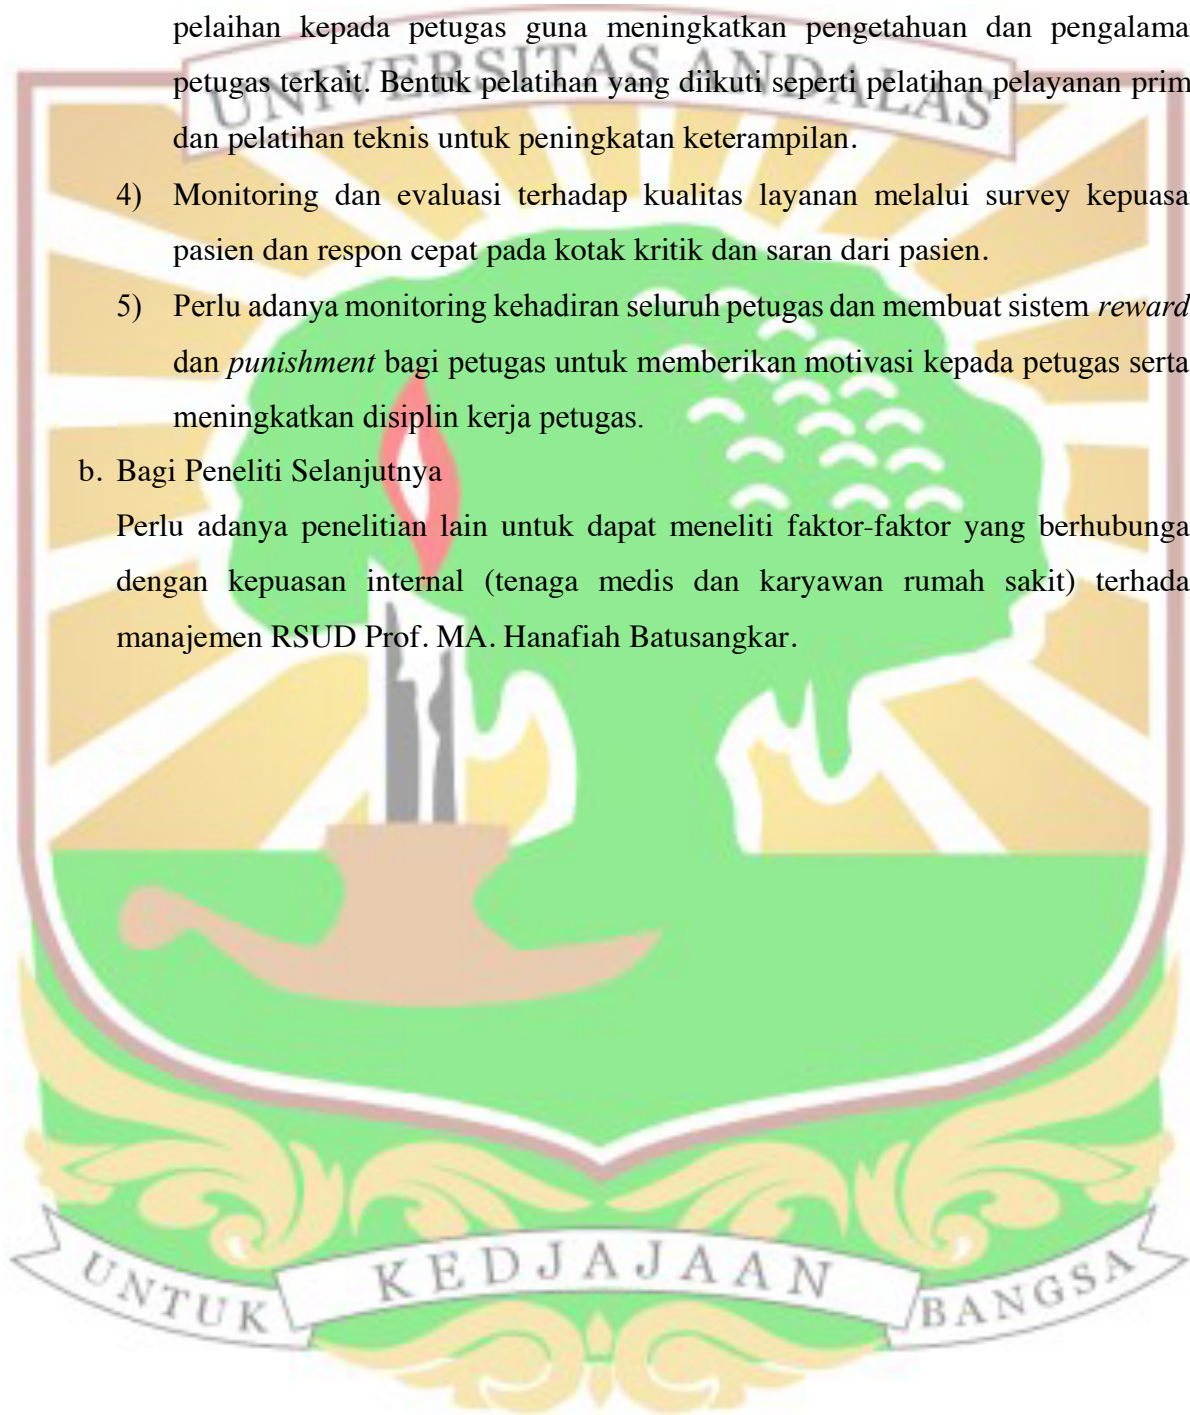 pelaihan kepada petugas guna meningkatkan pengetahuan dan pengalama
UNIVERSITAS ANDALAS
petugas terkait. Bentuk pelatihan yang diikuti seperti pelatihan pelayanan prim
dan pelatihan teknis untuk peningkatan keterampilan.
4) Monitoring dan evaluasi terhadap kualitas layanan melalui survey kepuasa
pasien dan respon cepat pada kotak kritik dan saran dari pasien.
5) Perlu adanya monitoring kehadiran seluruh petugas dan membuat sistem reward
dan punishment bagi petugas untuk memberikan motivasi kepada petugas serta
meningkatkan disiplin kerja petugas.
b. Bagi Peneliti Selanjutnya
Perlu adanya penelitian lain untuk dapat meneliti faktor-faktor yang berhubunga
dengan kepuasan internal (tenaga medis dan karyawan rumah sakit) terhada
manajemen RSUD Prof. MA. Hanafiah Batusangkar.
UNTUK KEDJAJAAN BANGSA